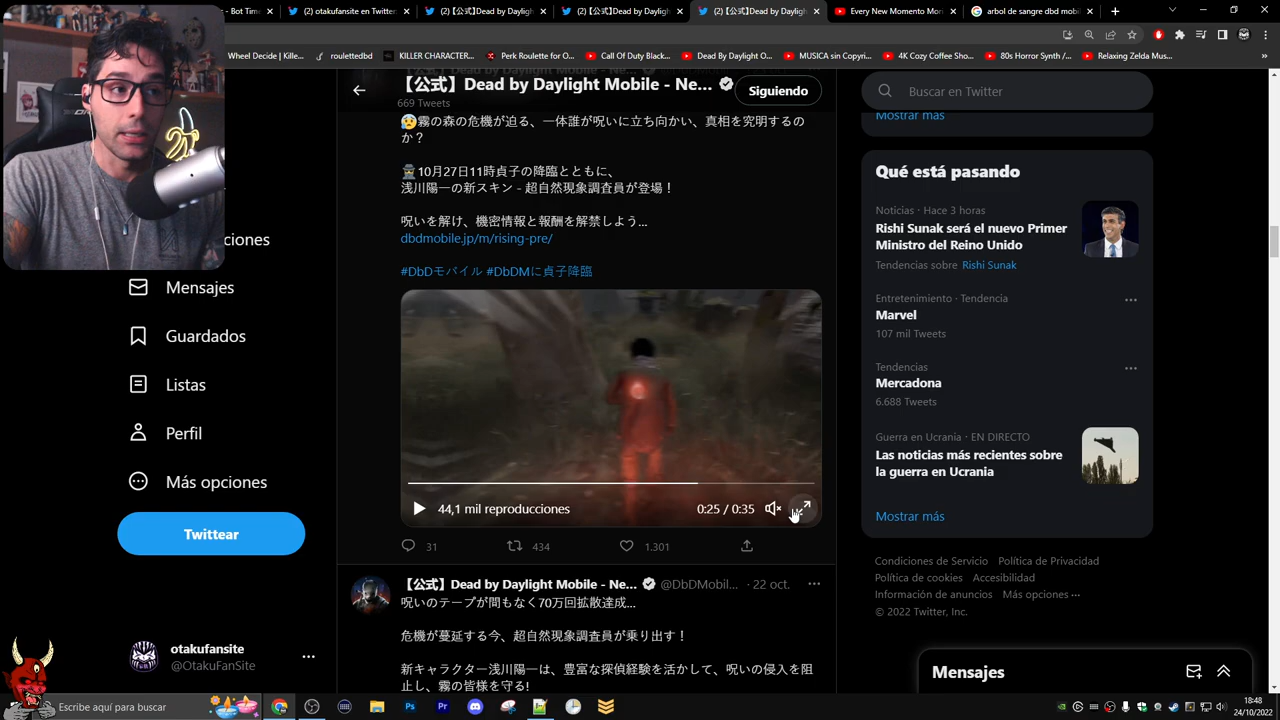 - Bot Time
(2) otakufansite en Twitter:
(2) 【公式】Dead by Dayligh
(2) 【公式】Dead by Dayligh
(2) 【公式】Dead by Dayligh
Every New Momento Mori
arbol de sangre dbd mobil
Wheel Decide | Kille...
roulettedbd
KILLER CHARACTER...
Perk Roulette for O...
Call Of Duty Black...
Dead By Daylight O...
MUSICA sin Copyri...
4K Cozy Coffee Sho...
80s Horror Synth /...
Relaxing Zelda Mus...
【公式】Dead by Daylight Mobile - Ne...
669 Tweets
Siguiendo
Buscar en Twitter
Mostrar más
ciones
Mensajes
Guardados
Listas
Perfil
Más opciones
Twittear
otakufansite
@OtakuFanSite
😰霧の森の危機が迫る、一体誰が呪いに立ち向かい、真相を究明するの
か？
🕵10月27日11時貞子の降臨とともに、
浅川陽一の新スキン - 超自然現象調査員が登場！
呪いを解け、機密情報と報酬を解禁しよう...
dbdmobile.jp/m/rising-pre/
#DbDモバイル #DbDMに貞子降臨
44,1 mil reproducciones
0:25 / 0:35
31
434
1.301
【公式】Dead by Daylight Mobile - Ne...
@DbDMobil... · 22 oct.
呪いのテープが間もなく70万回拡散達成...
危機が蔓延する今、超自然現象調査員が乗り出す！
新キャラクター浅川陽一は、豊富な探偵経験を活かして、呪いの侵入を阻
止し、霧の皆様を守る!
Qué está pasando
Noticias · Hace 3 horas
Rishi Sunak será el nuevo Primer
Ministro del Reino Unido
Tendencias sobre Rishi Sunak
Entretenimiento · Tendencia
Marvel
107 mil Tweets
Tendencias
Mercadona
6.688 Tweets
Guerra en Ucrania · EN DIRECTO
Las noticias más recientes sobre
la guerra en Ucrania
Mostrar más
Condiciones de Servicio Política de Privacidad
Política de cookies Accesibilidad
Información de anuncios Más opciones ···
© 2022 Twitter, Inc.
Mensajes
Escribe aquí para buscar
18:48
24/10/2022